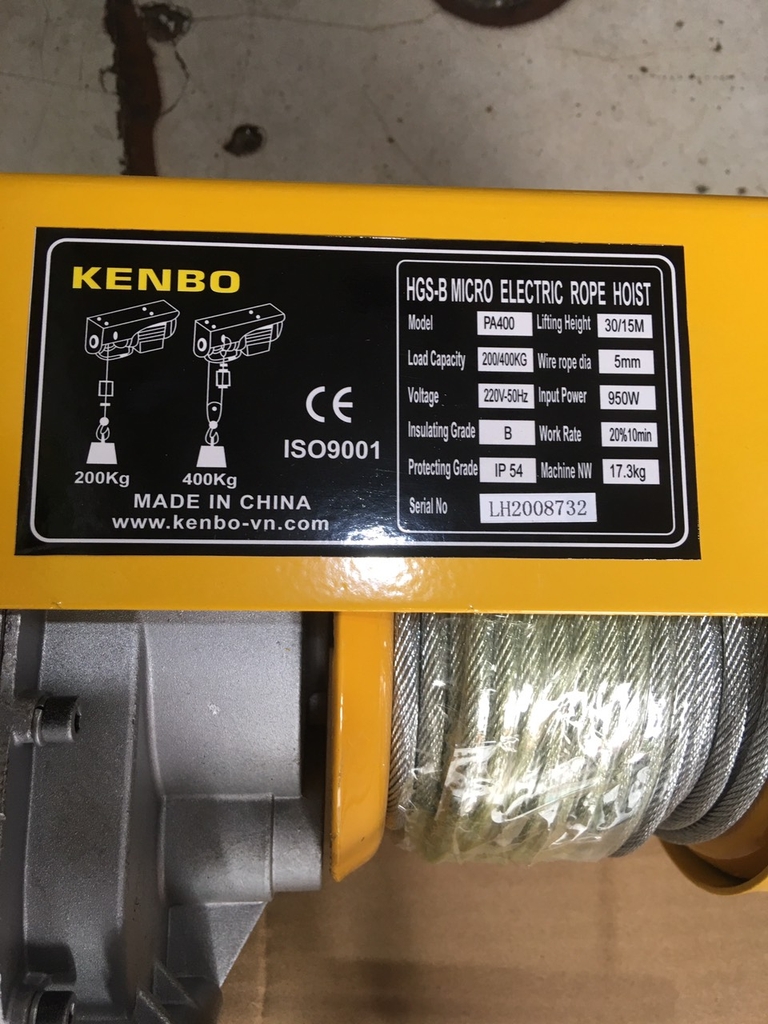 KENBO
200Kg 400Kg
CE
ISO9001
MADE IN CHINA
www.kenbo-vn.com
HGS-B MICRO ELECTRIC ROPE HOIST
Model PA400 Lifting Height 30/15M
Load Capacity 200/400KG Wire rope dia 5mm
Voltage 220V-50Hz Input Power 950W
Insulating Grade B Work Rate 20%10min
Protecting Grade IP 54 Machine NW 17.3kg
Serial No LH2008732